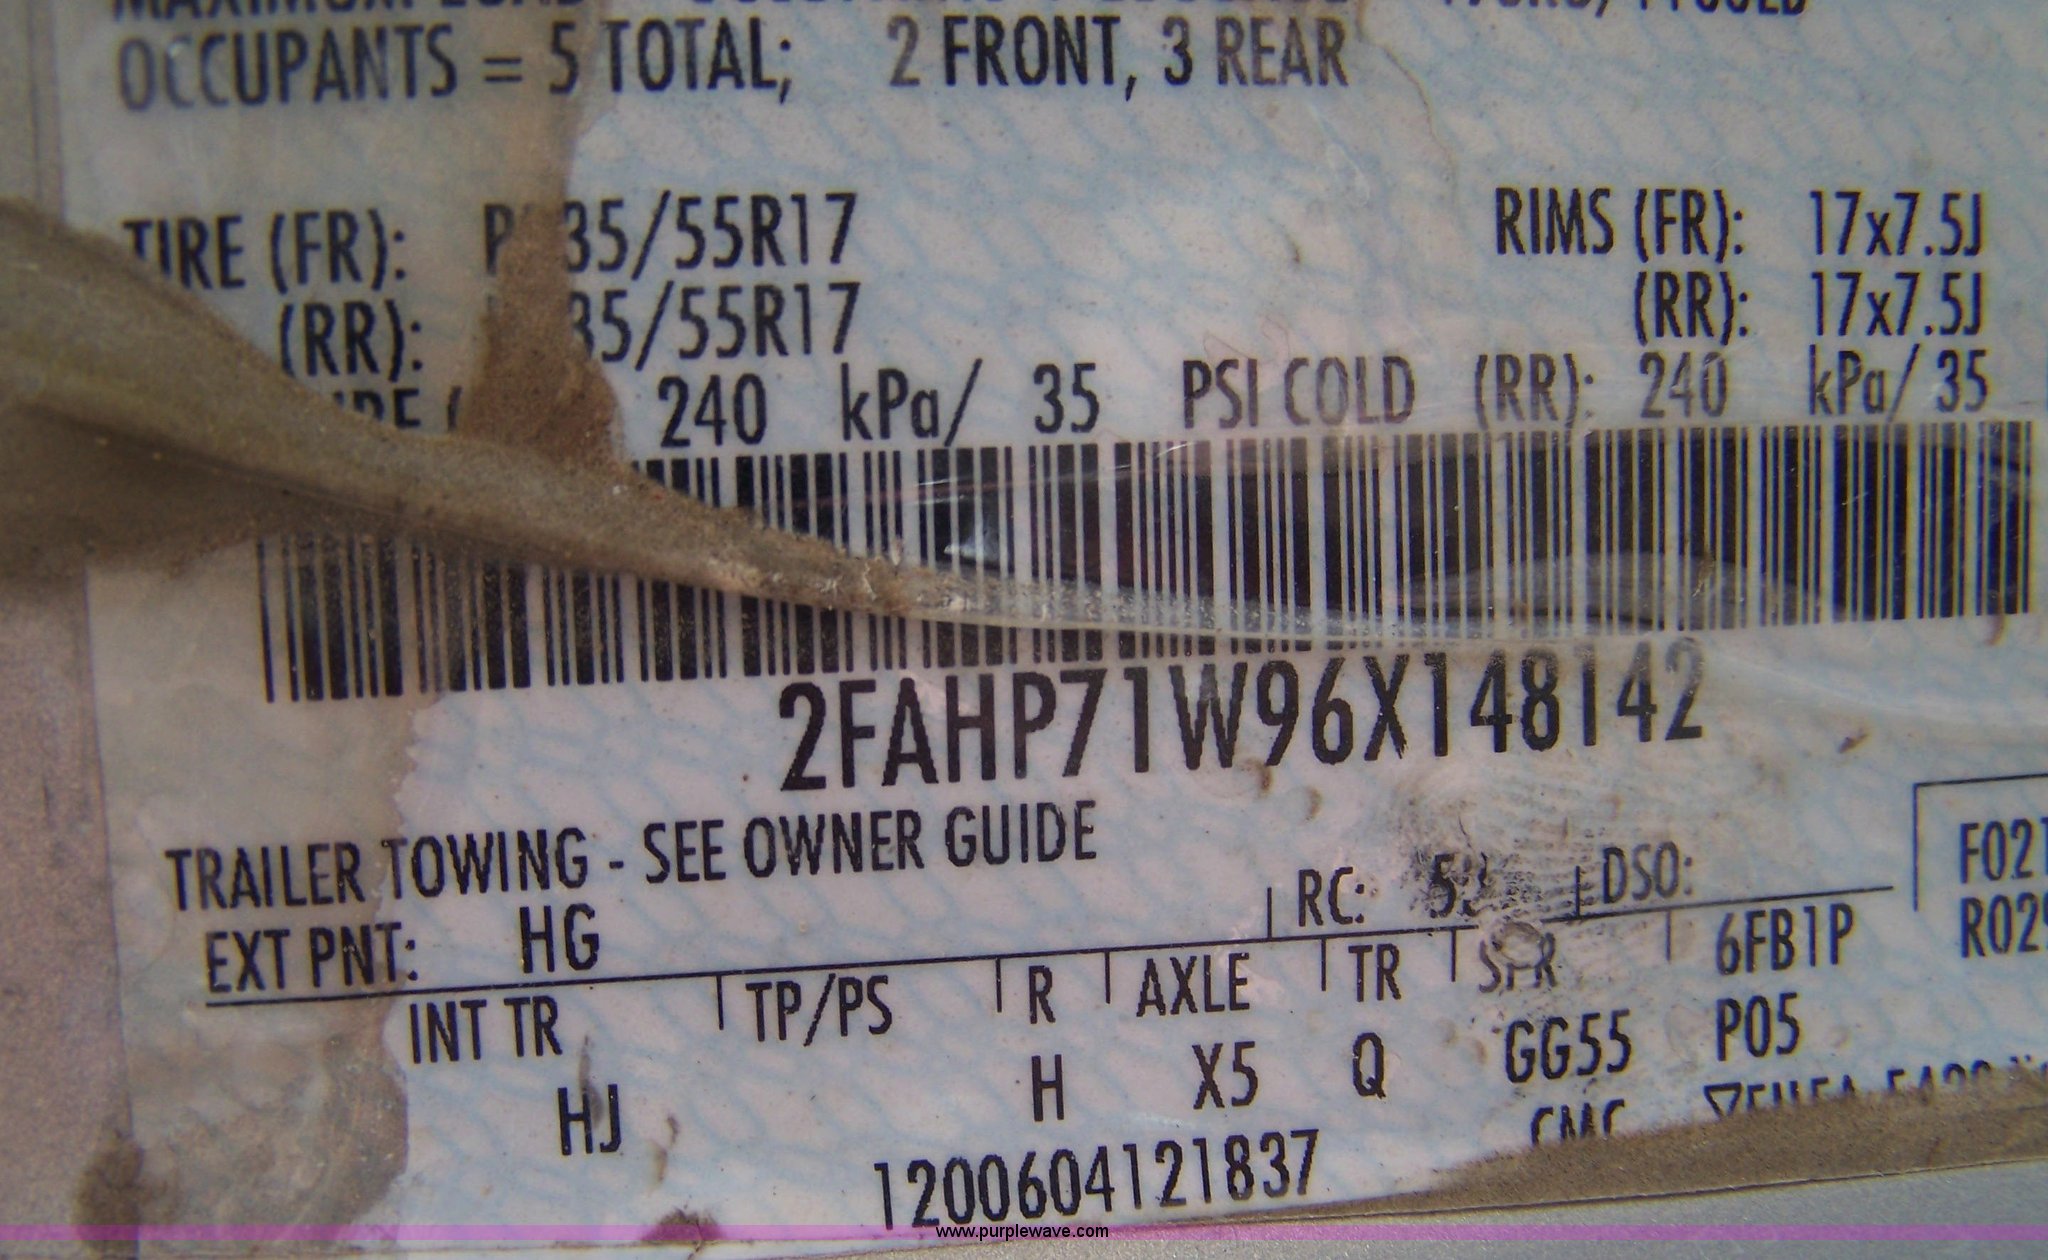 OCCUPANTS = 5 TOTAL; 2 FRONT, 3 REAR
TIRE (FR): 35/55R17 RIMS (FR): 17x7.5J
(RR): 35/55R17 (RR): 17x7.5J
240 kPa/ 35 PSI COLD (RR): 240 kPa/ 35
2FAHP71W96X148142
TRAILER TOWING - SEE OWNER GUIDE
EXT PNT: HG RC: DSO:
INT TR TP/PS R AXLE TR SPR 6FB1P
HJ H X5 Q GG55 P05
1200604121837
www.purplewave.com